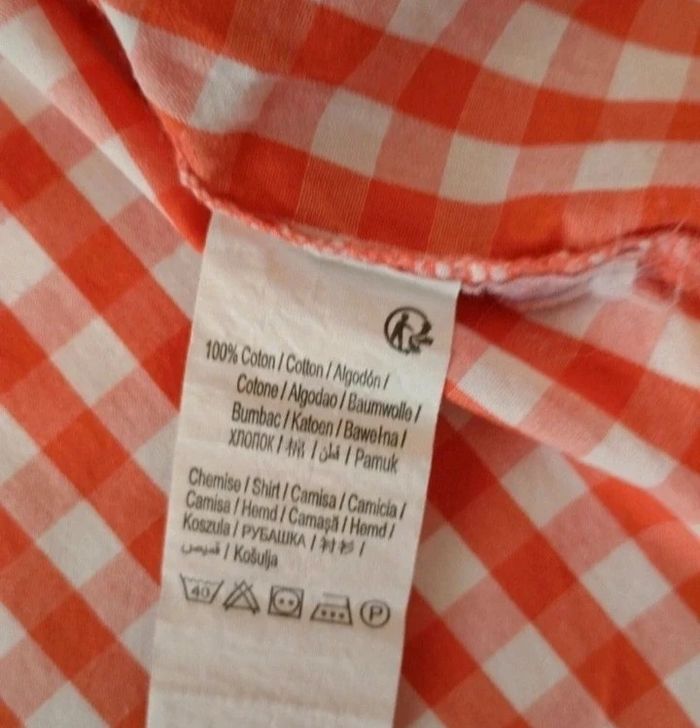 100% Coton / Cotton / Algodón /
Cotone / Algodao / Baumwolle /
Bumbac / Katoen / Bawełna /
хлопок / 棉 / قطن / Pamuk
Chemise / Shirt / Camisa / Camicia /
Camisa / Hemd / Camaşă / Hemd /
Koszula / РУБАШКА / 衬衫 /
قميص / Košulja
40 P